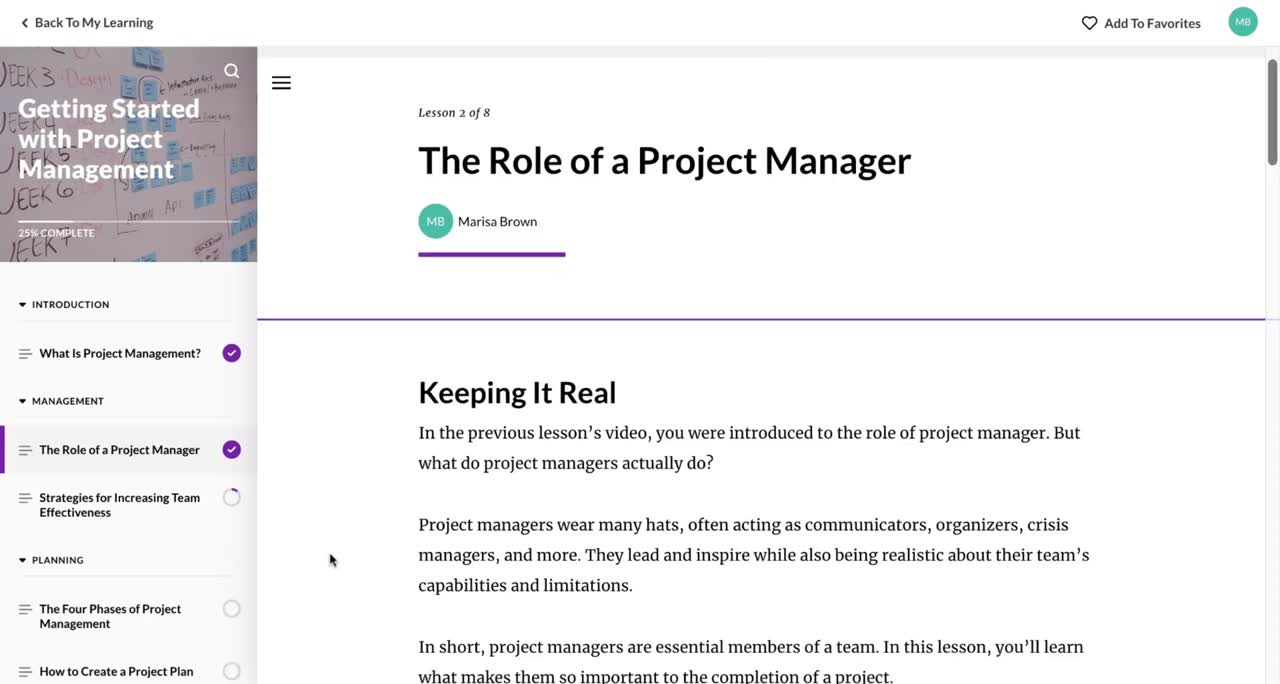 Back To My Learning
Add To Favorites
MB
WEEK 3
Getting Started
with Project
Management
25% COMPLETE
INTRODUCTION
What Is Project Management?
MANAGEMENT
The Role of a Project Manager
Strategies for Increasing Team
Effectiveness
PLANNING
The Four Phases of Project
Management
How to Create a Project Plan
Lesson 2 of 8
The Role of a Project Manager
MB
Marisa Brown
Keeping It Real
In the previous lesson’s video, you were introduced to the role of project manager. But
what do project managers actually do?
Project managers wear many hats, often acting as communicators, organizers, crisis
managers, and more. They lead and inspire while also being realistic about their team’s
capabilities and limitations.
In short, project managers are essential members of a team. In this lesson, you’ll learn
what makes them so important to the completion of a project.